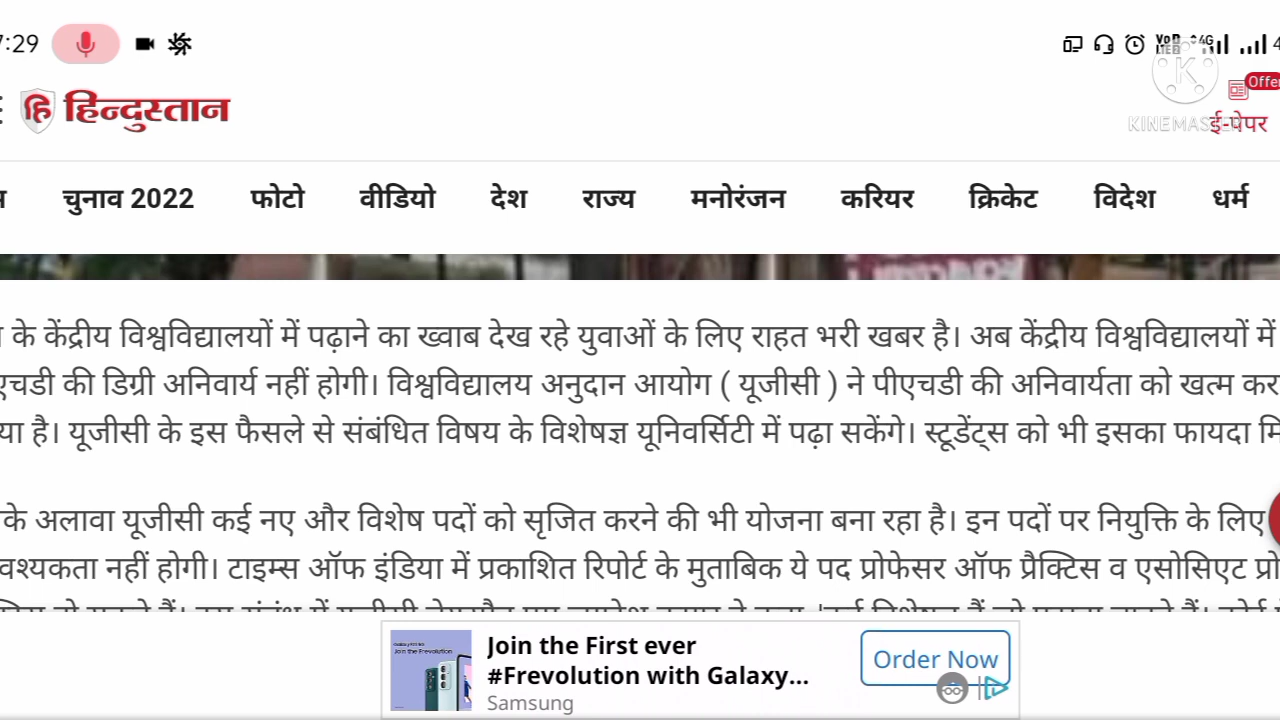 7:29
4G
KINEMASTER
Offer
ई-पेपर
हि हिन्दुस्तान
चुनाव 2022 फोटो वीडियो देश राज्य मनोरंजन करियर क्रिकेट विदेश धर्म
के केंद्रीय विश्वविद्यालयों में पढ़ाने का ख्वाब देख रहे युवाओं के लिए राहत भरी खबर है। अब केंद्रीय विश्वविद्यालयों में
एचडी की डिग्री अनिवार्य नहीं होगी। विश्वविद्यालय अनुदान आयोग ( यूजीसी ) ने पीएचडी की अनिवार्यता को खत्म कर
या है। यूजीसी के इस फैसले से संबंधित विषय के विशेषज्ञ यूनिवर्सिटी में पढ़ा सकेंगे। स्टूडेंट्स को भी इसका फायदा मि
के अलावा यूजीसी कई नए और विशेष पदों को सृजित करने की भी योजना बना रहा है। इन पदों पर नियुक्ति के लिए
वश्यकता नहीं होगी। टाइम्स ऑफ इंडिया में प्रकाशित रिपोर्ट के मुताबिक ये पद प्रोफेसर ऑफ प्रैक्टिस व एसोसिएट प्रो
Join the First ever
#Frevolution with Galaxy...
Samsung
Order Now